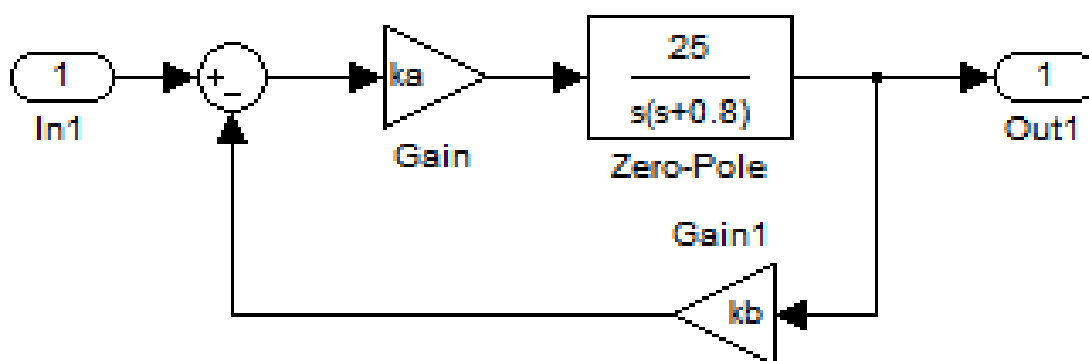 1
In1
+
−
ka
Gain
25
s(s+0.8)
Zero-Pole
1
Out1
Gain1
kb